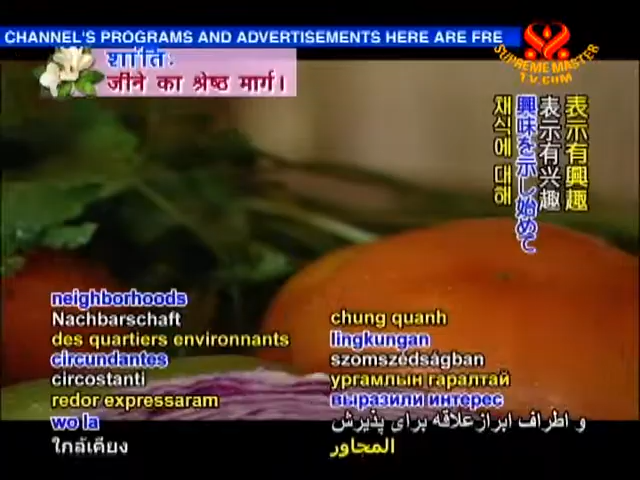 CHANNEL'S PROGRAMS AND ADVERTISEMENTS HERE ARE FRE
SUPREME MASTER
TV.COM
शांति:
जीने का श्रेष्ठ मार्ग।
表示有興趣
表示有兴趣
興味を示し始めて
채식에 대해
neighborhoods
Nachbarschaft
des quartiers environnants
circundantes
circostanti
redor expressaram
wo la
ใกล้เคียง
chung quanh
lingkungan
szomszédságban
ургамлын гаралтай
выразили интерес
و اطراف ابراز علاقه برای پذیرش
المجاور